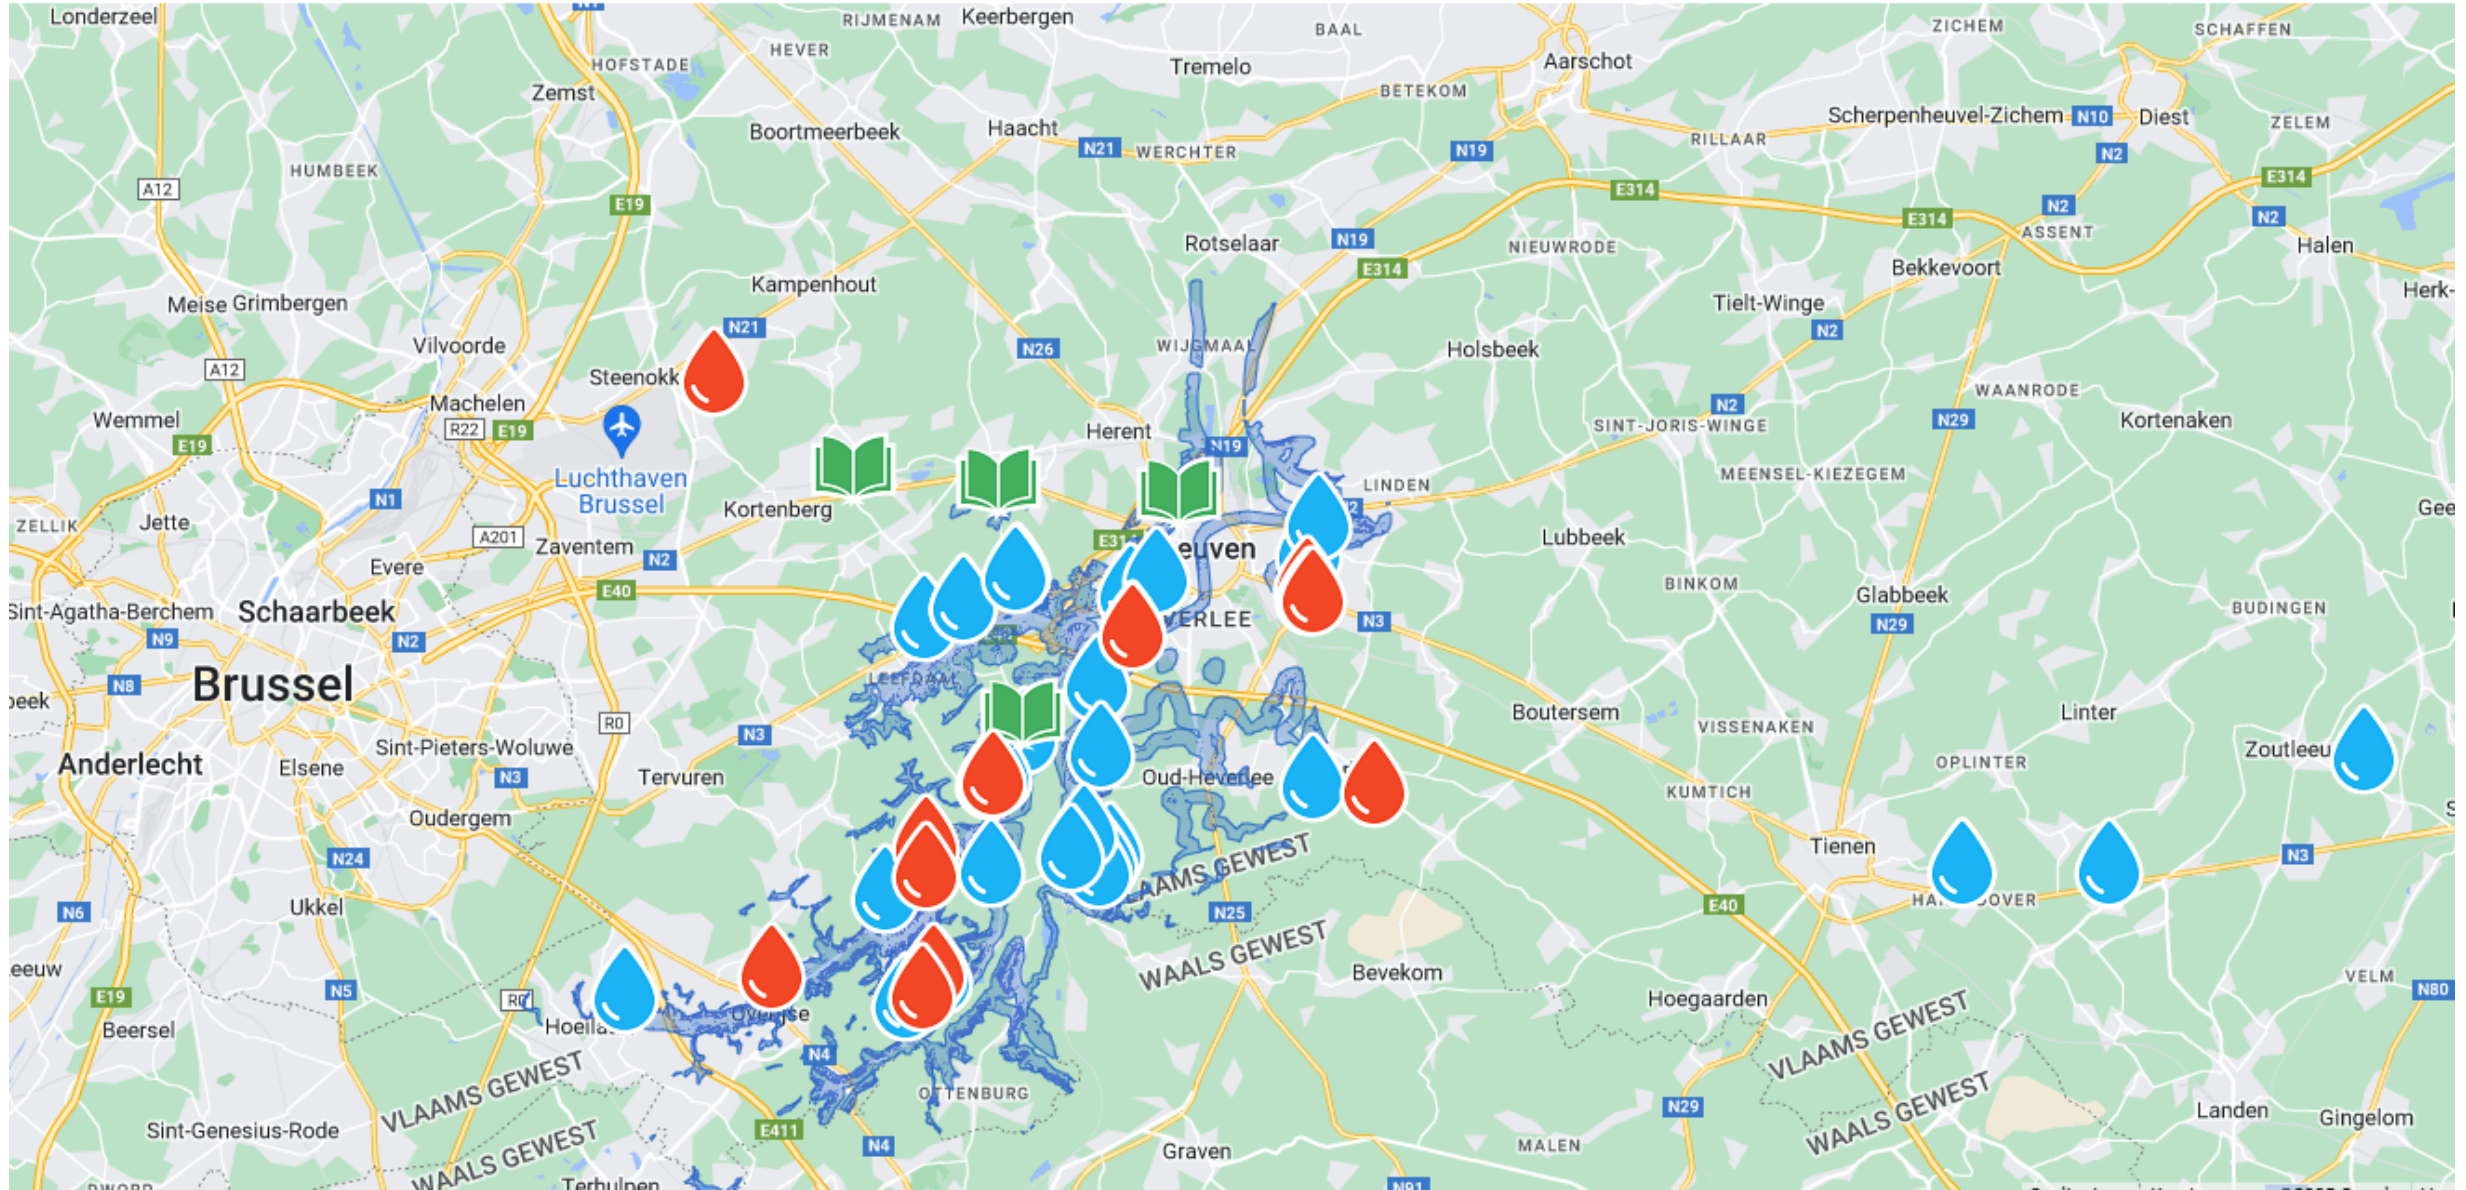 Londerzeel
RIJMENAM
Keerbergen
BAAL
ZICHEM
SCHAFFEN
HEVER
HOFSTADE
Tremelo
Aarschot
Zemst
BETEKOM
Boortmeerbeek
Haacht
N21
WERCHTER
N19
RILLAAR
Scherpenheuvel-Zichem
N10
Diest
ZELEM
N2
HUMBEEK
A12
E19
E314
E314
E314
N2
N2
Rotselaar
N19
NIEUWRODE
ASSENT
Halen
E314
Bekkevoort
Kampenhout
Herk-
Meise
Grimbergen
Tielt-Winge
N21
N2
Vilvoorde
N26
WIJGMAAL
Holsbeek
A12
Steenokk
WAANRODE
Machelen
N2
Wemmel
R22
E19
Herent
SINT-JORIS-WINGE
N29
Kortenaken
E19
N19
Luchthaven
Brussel
MEENSEL-KIEZEGEM
N1
LINDEN
Kortenberg
ZELLIK
Jette
Gee
A201
Zaventem
N2
E31
euven
Lubbeek
Evere
BINKOM
E40
Glabbeek
Sint-Agatha-Berchem
Schaarbeek
BUDINGEN
N9
N2
VERLEE
N3
N29
Brussel
LEEFDAAL
N8
beek
R0
N3
Boutersem
VISSENAKEN
Linter
Sint-Pieters-Woluwe
Zoutleeu
Anderlecht
Elsene
N3
Tervuren
Oud-Heverlee
OPLINTER
KUMTICH
Oudergem
Tienen
N24
VLAAMS GEWEST
N3
Ukkel
N6
N25
E40
HAKENDOVER
WAALS GEWEST
eeuw
Bevekom
VELM
E19
N5
R0
Hoegaarden
N80
Beersel
Hoeila
Overijse
VLAAMS GEWEST
N4
VLAAMS GEWEST
OTTENBURG
WAALS GEWEST
N29
Landen
Gingelom
Sint-Genesius-Rode
E411
N4
WAALS GEWEST
Graven
MALEN
Terhulpen
N91